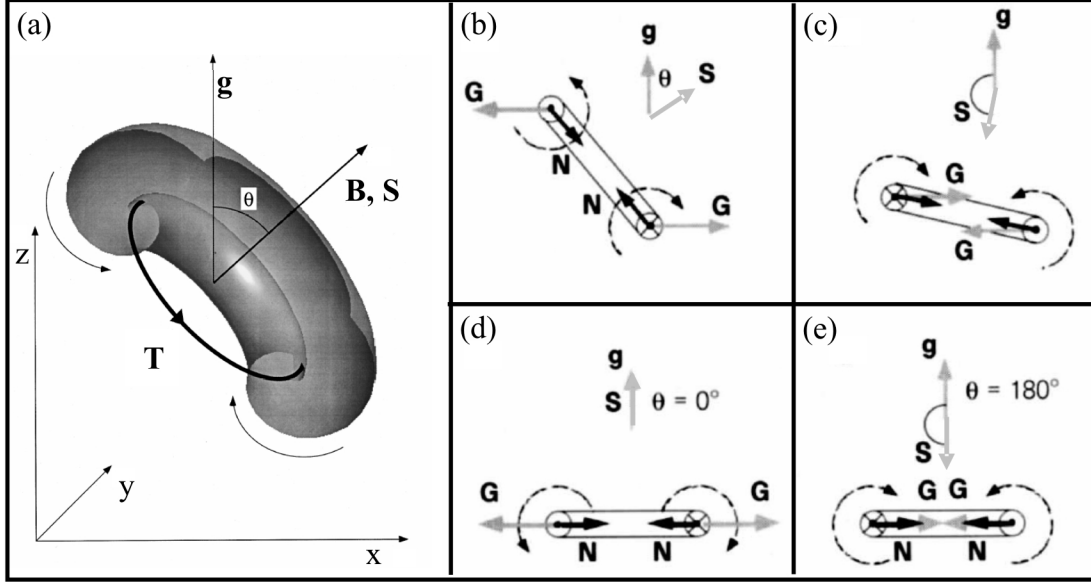 (a)
g
θ
B, S
T
z
y
x
(b)
g
θ
S
G
N
N
G
(c)
g
S
G
G
(d)
g
S θ = 0°
G G
N N
(e)
g
θ = 180°
S
G G
N N